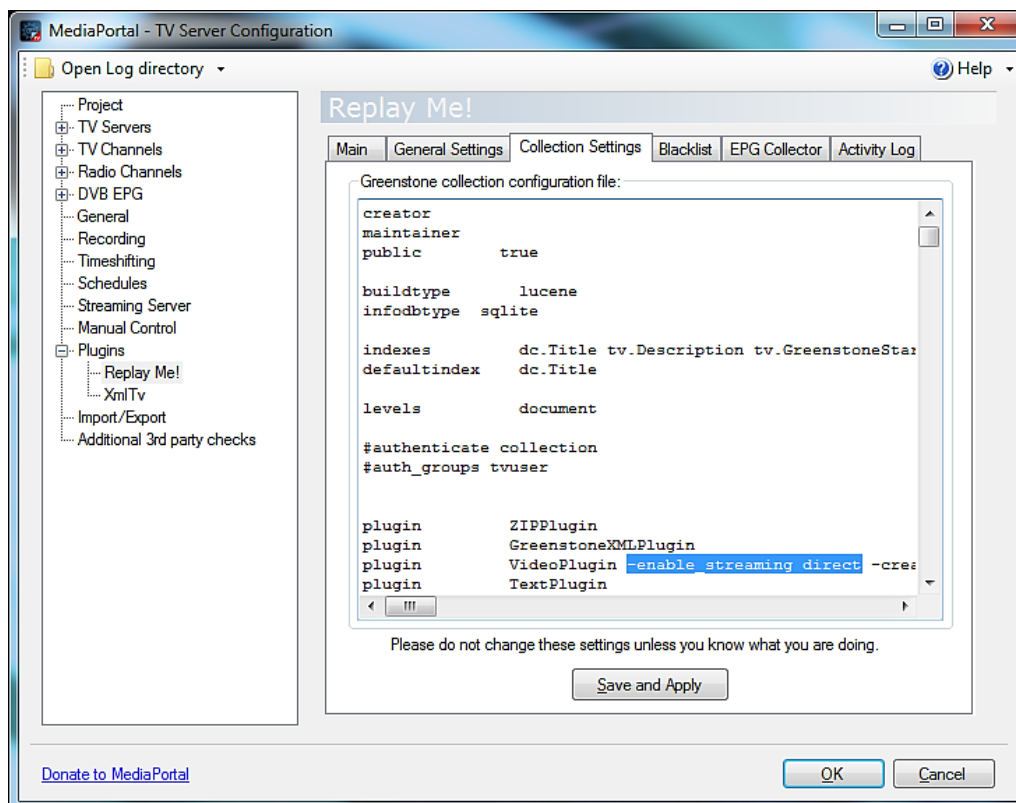 MediaPortal - TV Server Configuration
Open Log directory
Help
Project
TV Servers
TV Channels
Radio Channels
DVB EPG
General
Recording
Timeshifting
Schedules
Streaming Server
Manual Control
Plugins
Replay Me!
XmlTv
Import/Export
Additional 3rd party checks
Replay Me!
Main General Settings Collection Settings Blacklist EPG Collector Activity Log
Greenstone collection configuration file:
creator
maintainer
public true
buildtype lucene
infodbtype sqlite
indexes dc.Title tv.Description tv.GreenstoneStar
defaultindex dc.Title
levels document
#authenticate collection
#auth_groups tvuser
plugin ZIPPlugin
plugin GreenstoneXMLPlugin
plugin VideoPlugin -enable_streaming direct -crea
plugin TextPlugin
Please do not change these settings unless you know what you are doing.
Save and Apply
Donate to MediaPortal
OK Cancel